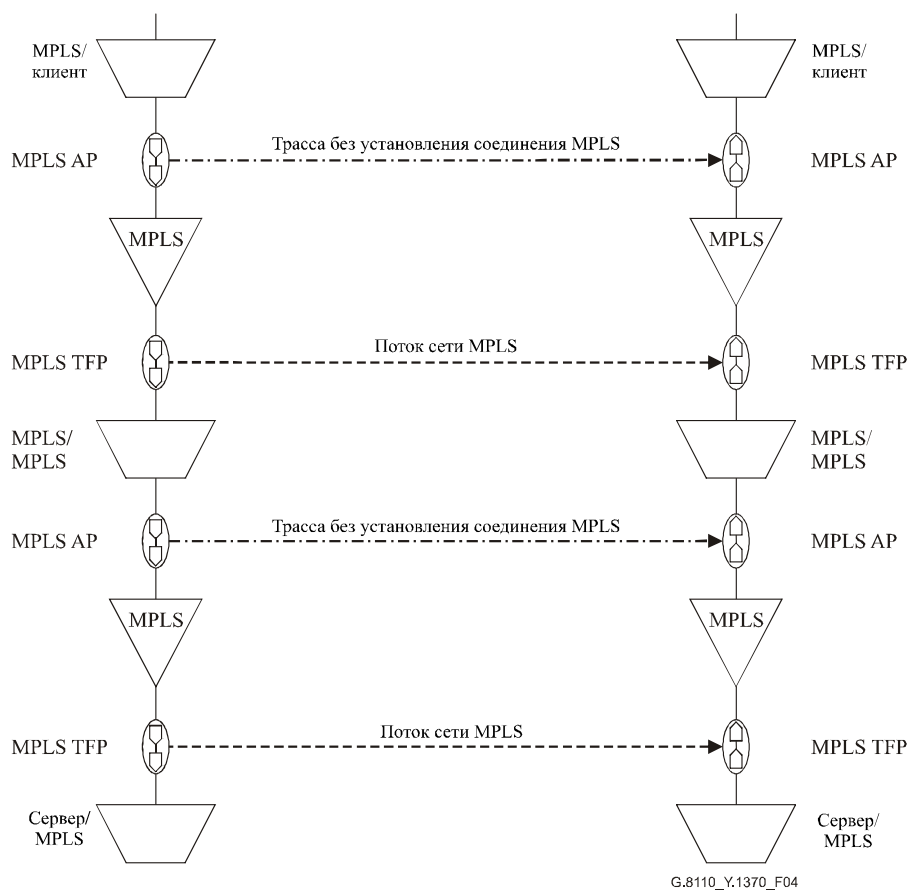 MPLS/
клиент
MPLS/
клиент
Трасса без установления соединения MPLS
MPLS AP
MPLS AP
MPLS
MPLS
Поток сети MPLS
MPLS TFP
MPLS TFP
MPLS/
MPLS
MPLS/
MPLS
Трасса без установления соединения MPLS
MPLS AP
MPLS AP
MPLS
MPLS
Поток сети MPLS
MPLS TFP
MPLS TFP
Сервер/
MPLS
Сервер/
MPLS
G.8110_Y.1370_F04